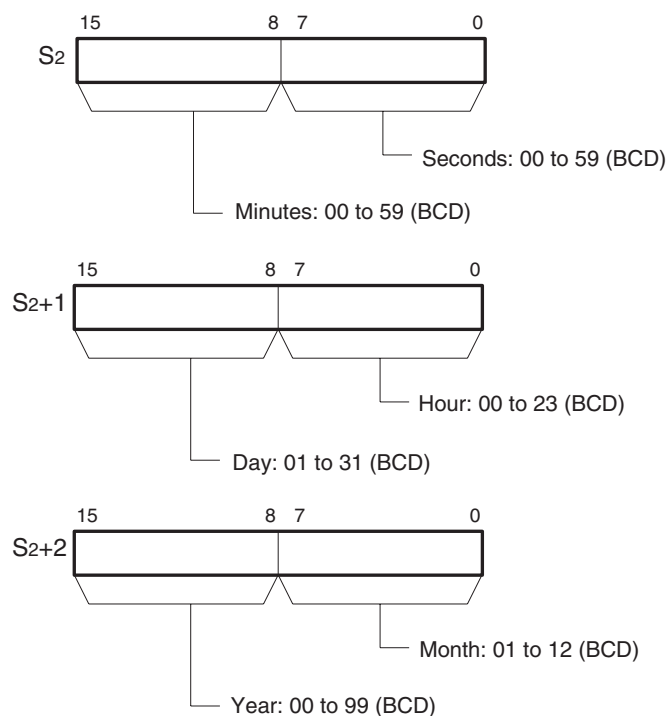 15 8 7 0
S2
Seconds: 00 to 59 (BCD)
Minutes: 00 to 59 (BCD)
15 8 7 0
S2+1
Hour: 00 to 23 (BCD)
Day: 01 to 31 (BCD)
15 8 7 0
S2+2
Month: 01 to 12 (BCD)
Year: 00 to 99 (BCD)